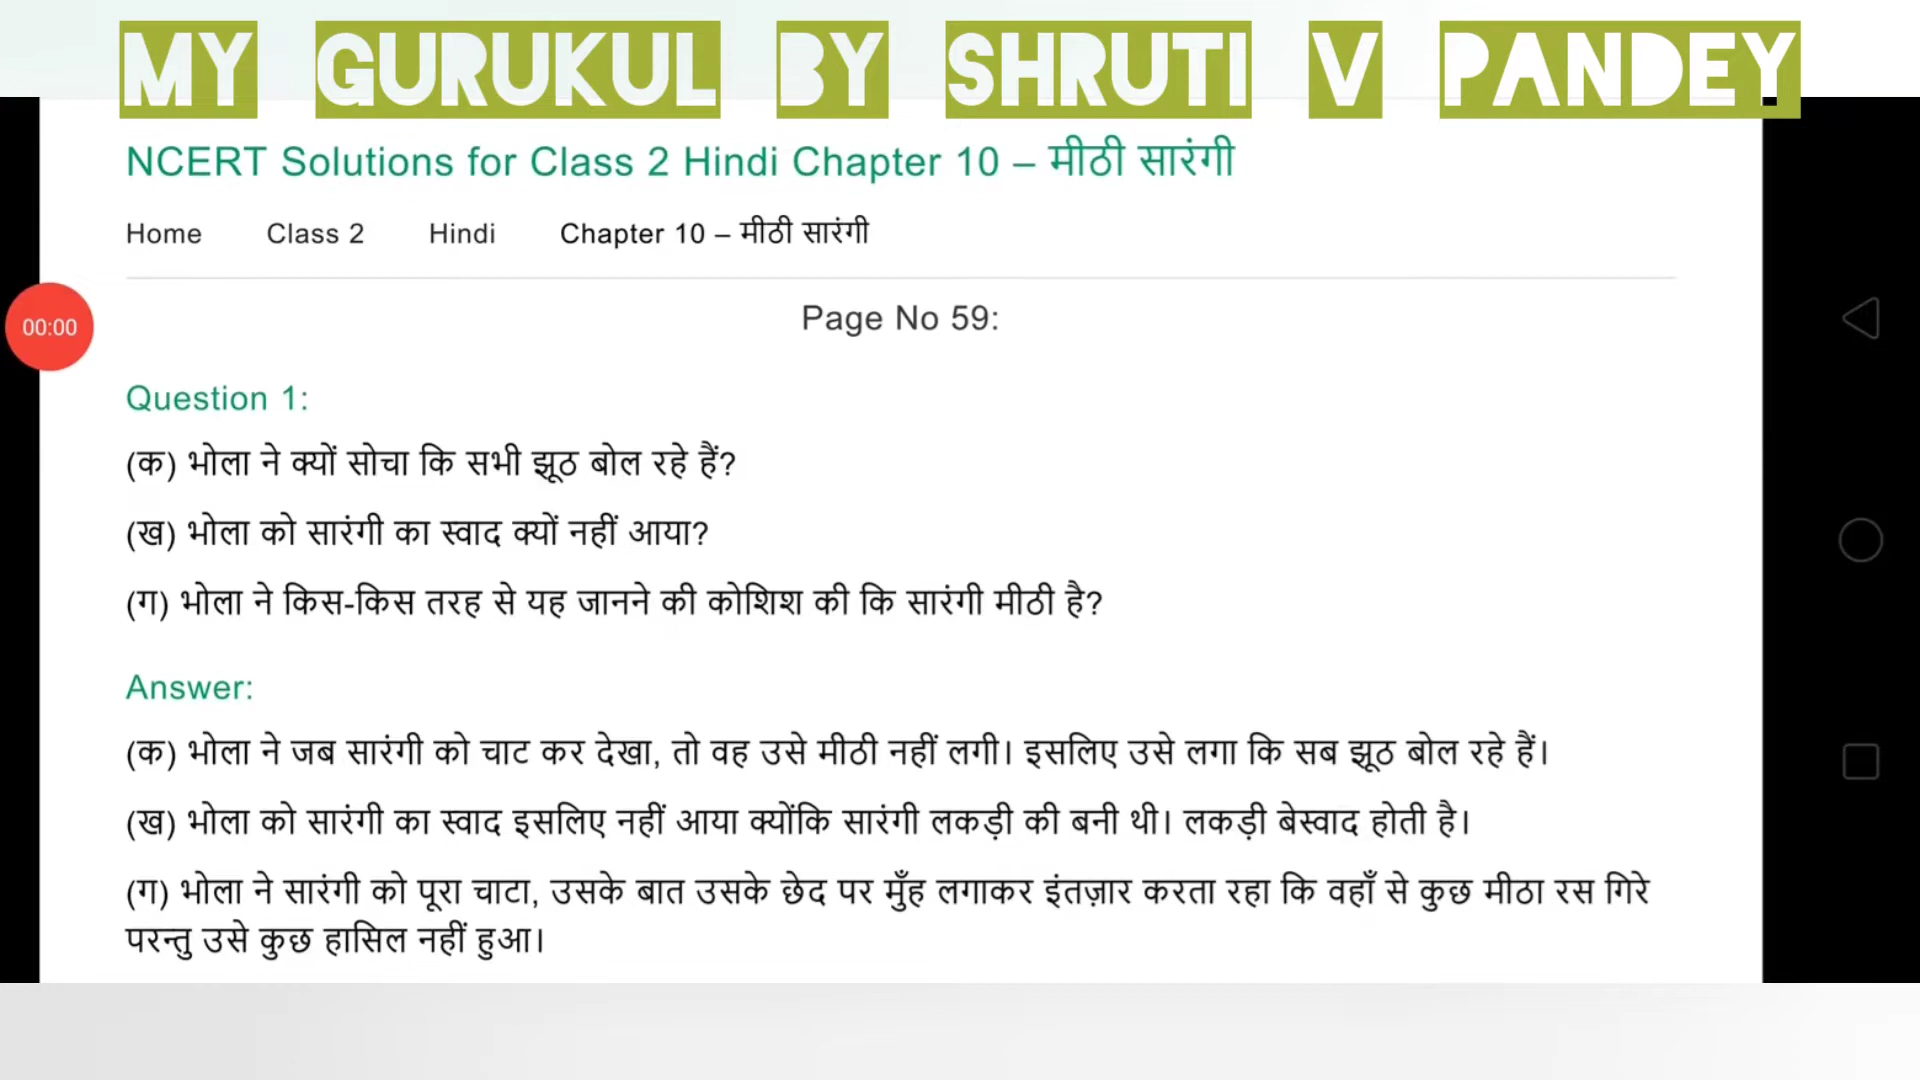 MY GURUKUL BY SHRUTI V PANDEY
NCERT Solutions for Class 2 Hindi Chapter 10 – मीठी सारंगी
Home Class 2 Hindi Chapter 10 – मीठी सारंगी
Page No 59:
00:00
Question 1:
(क) भोला ने क्यों सोचा कि सभी झूठ बोल रहे हैं?
(ख) भोला को सारंगी का स्वाद क्यों नहीं आया?
(ग) भोला ने किस-किस तरह से यह जानने की कोशिश की कि सारंगी मीठी है?
Answer:
(क) भोला ने जब सारंगी को चाट कर देखा, तो वह उसे मीठी नहीं लगी। इसलिए उसे लगा कि सब झूठ बोल रहे हैं।
(ख) भोला को सारंगी का स्वाद इसलिए नहीं आया क्योंकि सारंगी लकड़ी की बनी थी। लकड़ी बेस्वाद होती है।
(ग) भोला ने सारंगी को पूरा चाटा, उसके बात उसके छेद पर मुँह लगाकर इंतज़ार करता रहा कि वहाँ से कुछ मीठा रस गिरे
परन्तु उसे कुछ हासिल नहीं हुआ।